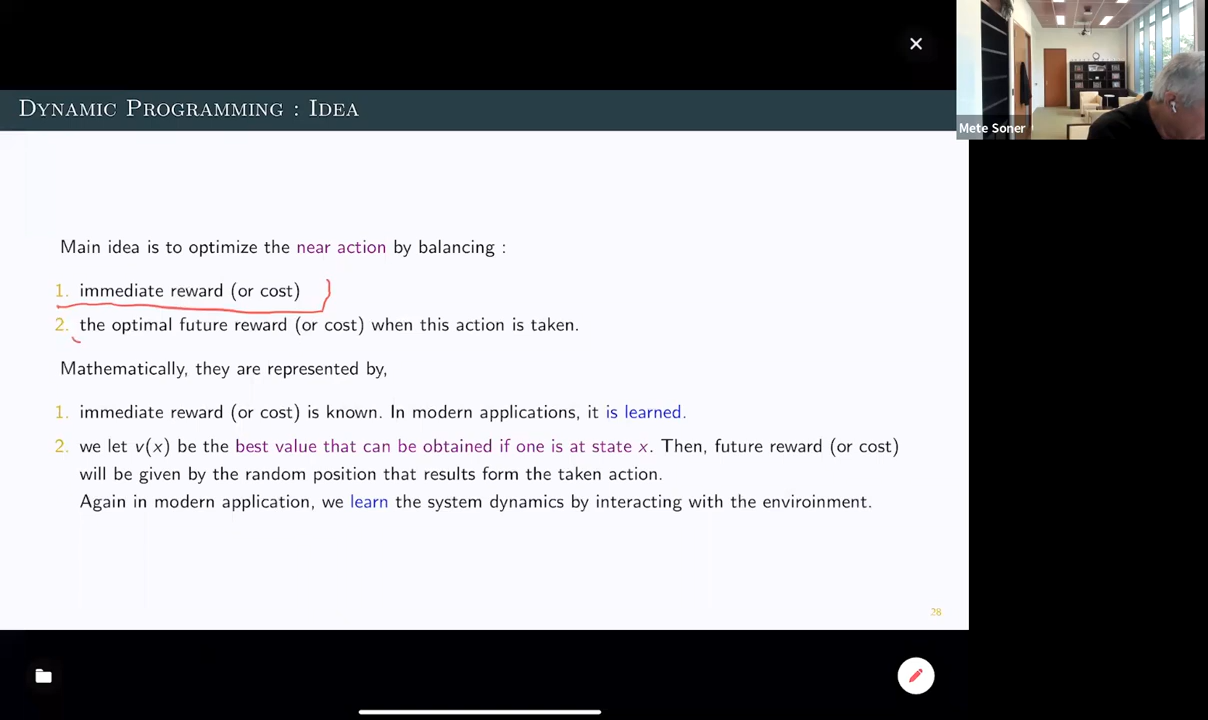 Dynamic Programming : Idea
Mete Soner
Main idea is to optimize the near action by balancing :
1. immediate reward (or cost)
2. the optimal future reward (or cost) when this action is taken.
Mathematically, they are represented by,
1. immediate reward (or cost) is known. In modern applications, it is learned.
2. we let v(x) be the best value that can be obtained if one is at state x. Then, future reward (or cost)
will be given by the random position that results form the taken action.
Again in modern application, we learn the system dynamics by interacting with the enviroinment.
28